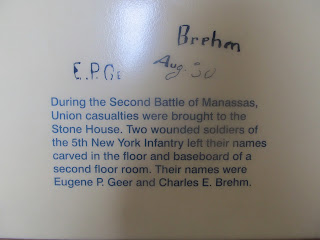 Brehm
E.P.Ge Aug. 30
During the Second Battle of Manassas,
Union casualties were brought to the
Stone House. Two wounded soldiers of
the 5th New York Infantry left their names
carved in the floor and baseboard of a
second floor room. Their names were
Eugene P. Geer and Charles E. Brehm.